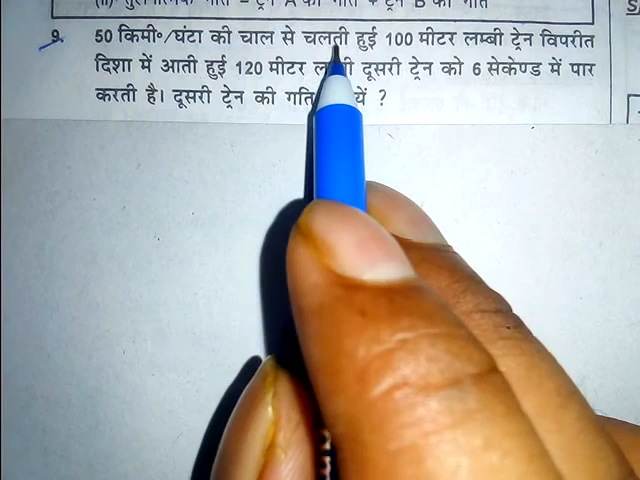 9. 50 किमी०/घंटा की चाल से चलती हुई 100 मीटर लम्बी ट्रेन विपरीत
दिशा में आती हुई 120 मीटर दूसरी ट्रेन को 6 सेकेण्ड में पार
करती है। दूसरी ट्रेन की गति ?